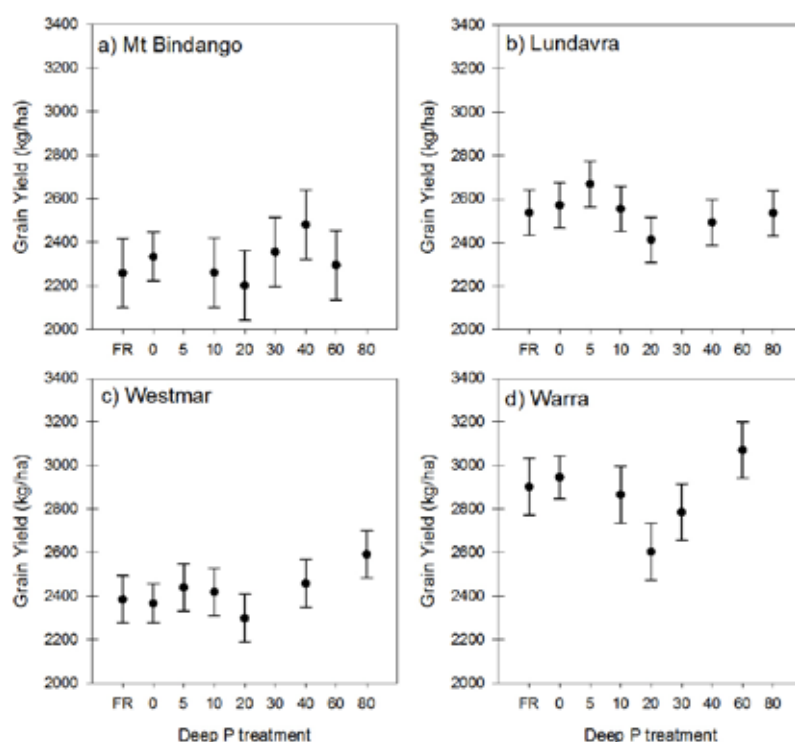 a) Mt Bindango
3400
3200
3000
2800
2600
2400
2200
2000
Grain Yield (kg/ha)
FR 0 5 10 20 30 40 60 80
b) Lundavra
3400
3200
3000
2800
2600
2400
2200
2000
Grain Yield (kg/ha)
FR 0 5 10 20 30 40 60 80
c) Westmar
3400
3200
3000
2800
2600
2400
2200
2000
Grain Yield (kg/ha)
FR 0 5 10 20 30 40 60 80
Deep P treatment
d) Warra
3400
3200
3000
2800
2600
2400
2200
2000
Grain Yield (kg/ha)
FR 0 5 10 20 30 40 60 80
Deep P treatment